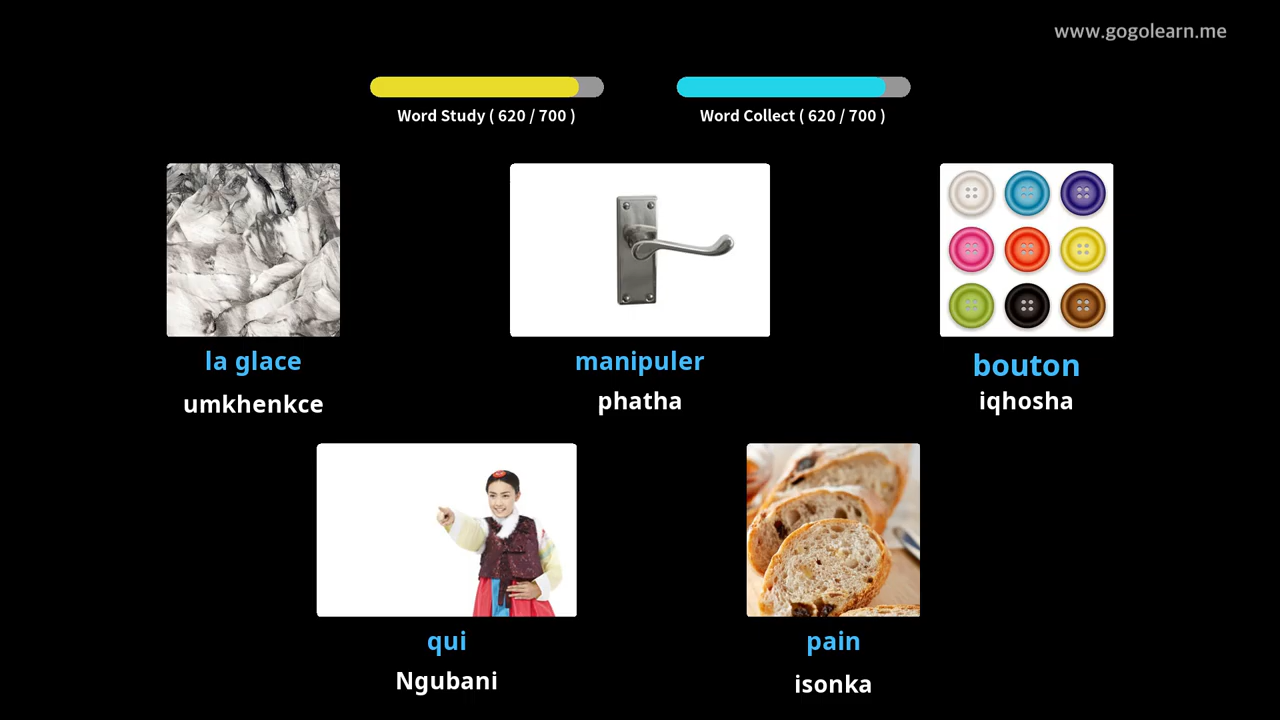 www.gogolearn.me
Word Study ( 620 / 700 )
Word Collect ( 620 / 700 )
la glace
umkhenkce
manipuler
phatha
bouton
iqhosha
qui
Ngubani
pain
isonka